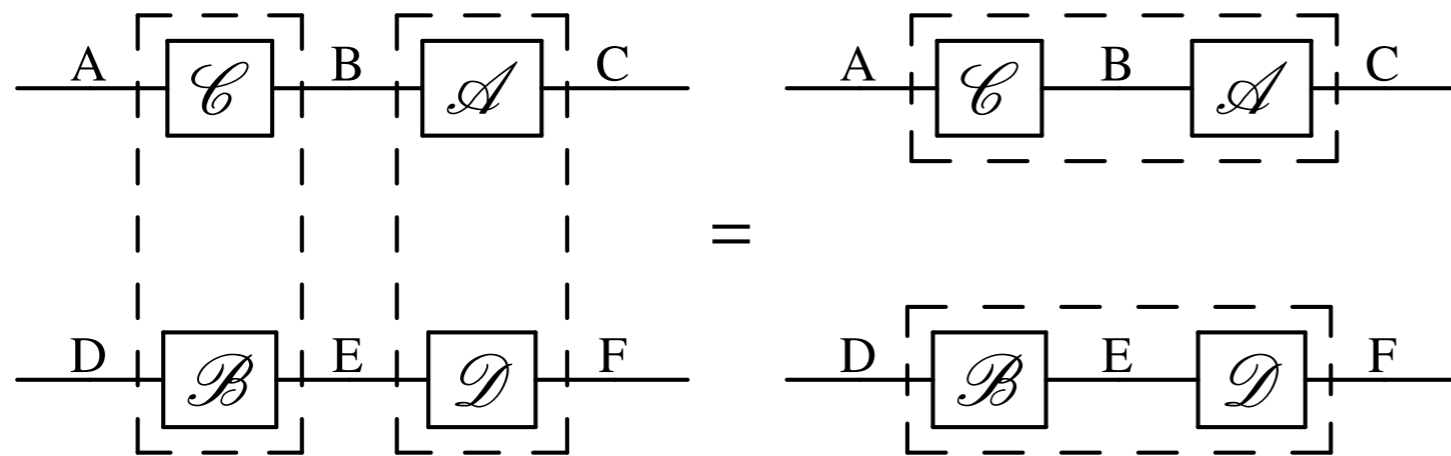 A 𝒞 B 𝒜 C A 𝒞 B 𝒜 C
=
D ℬ E 𝒟 F D ℬ E 𝒟 F